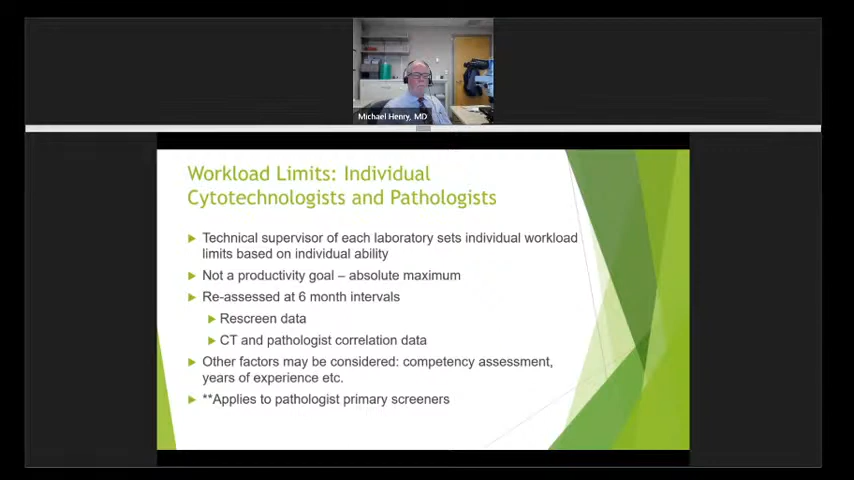 Michael Henry, MD
Workload Limits: Individual
Cytotechnologists and Pathologists
Technical supervisor of each laboratory sets individual workload
limits based on individual ability
Not a productivity goal – absolute maximum
Re-assessed at 6 month intervals
Rescreen data
CT and pathologist correlation data
Other factors may be considered: competency assessment,
years of experience etc.
**Applies to pathologist primary screeners